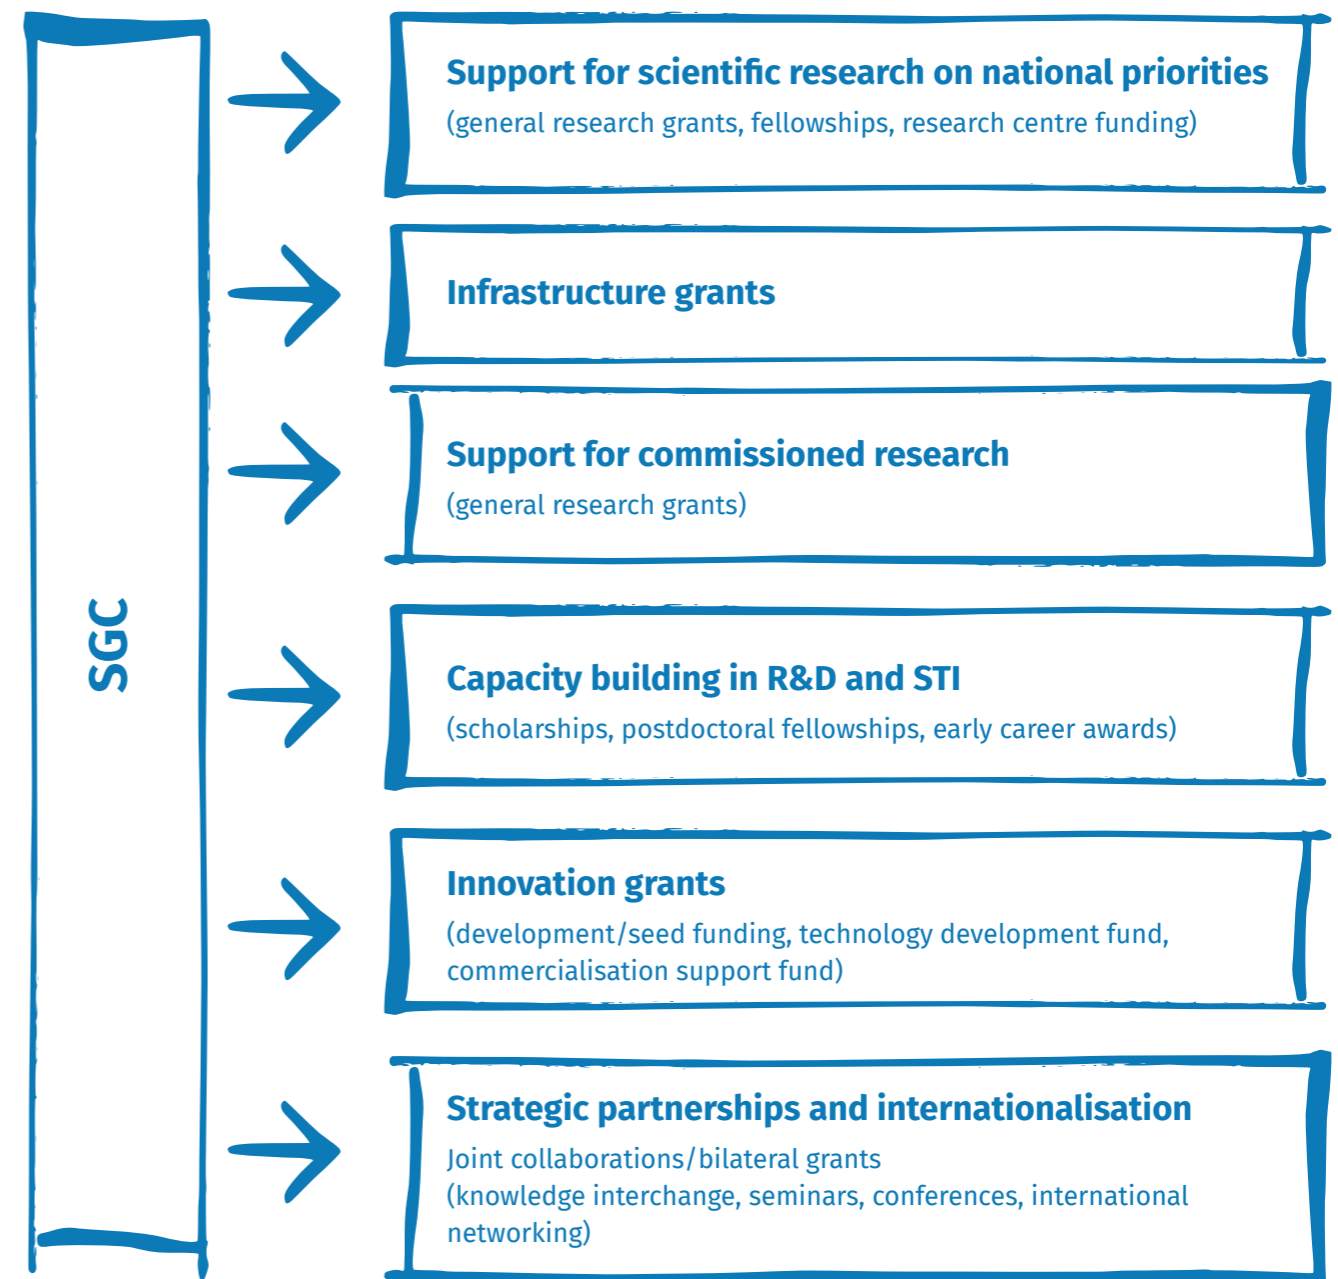 SGC
Support for scientific research on national priorities
(general research grants, fellowships, research centre funding)
Infrastructure grants
Support for commissioned research
(general research grants)
Capacity building in R&D and STI
(scholarships, postdoctoral fellowships, early career awards)
Innovation grants
(development/seed funding, technology development fund,
commercialisation support fund)
Strategic partnerships and internationalisation
Joint collaborations/bilateral grants
(knowledge interchange, seminars, conferences, international
networking)